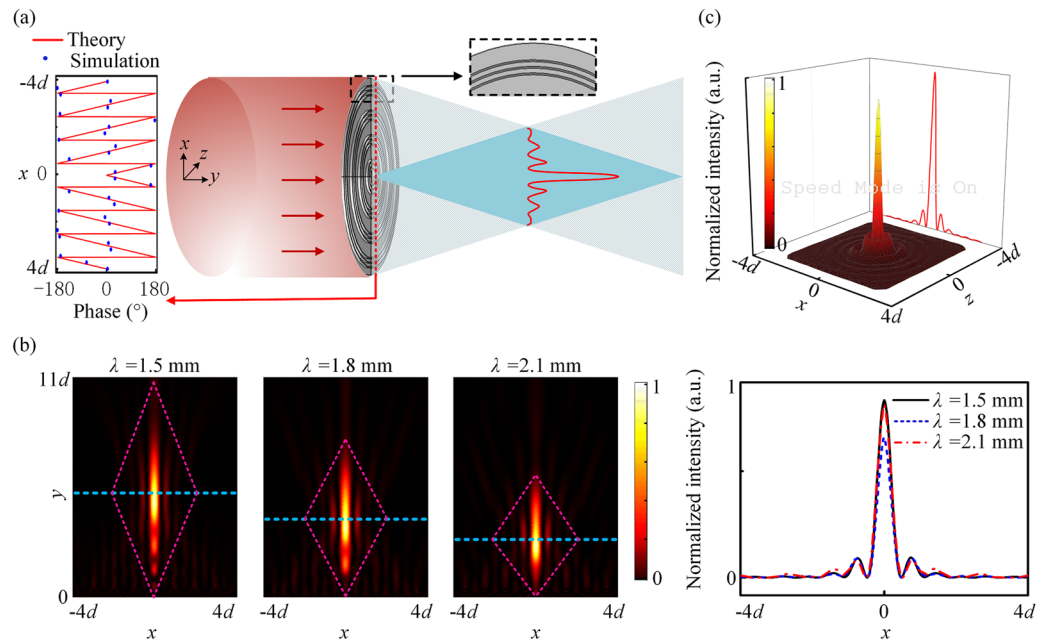 (a)
Theory
Simulation
-4d
x 0
4d
-180 0 180
Phase (°)
x
z
y
(c)
Normalized intensity (a.u.)
1
0
Speed Mode is On
-4d
0
x
4d
0
z
-4d
(b)
λ =1.5 mm
λ =1.8 mm
λ =2.1 mm
11d
y
0
-4d 4d
x
-4d 4d
x
-4d 4d
x
1
0
Normalized intensity (a.u.)
1
0
λ =1.5 mm
λ =1.8 mm
λ =2.1 mm
-4d 0 4d
x